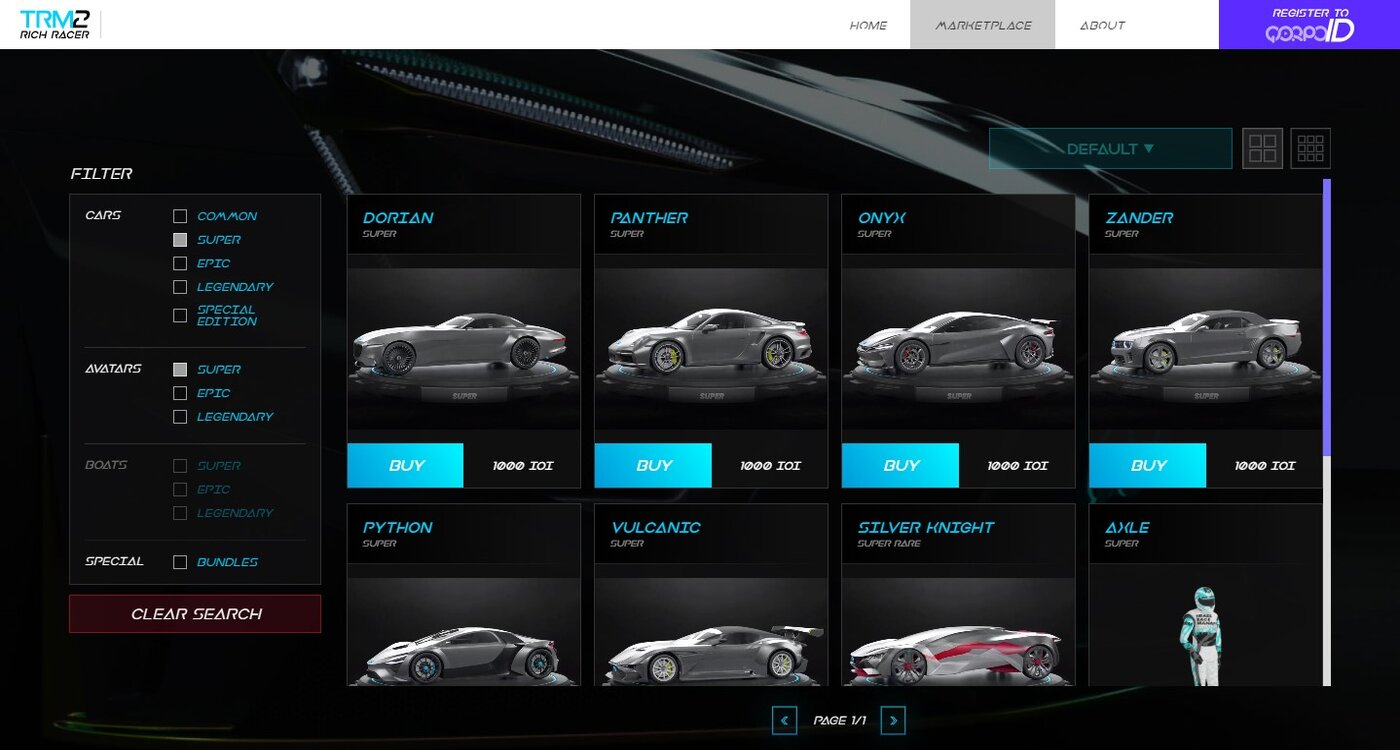 TRM2
RICH RACER
HOME
MARKETPLACE
ABOUT
REGISTER TO
QORPOID
DEFAULT ▼
FILTER
CARS
COMMON
SUPER
EPIC
LEGENDARY
SPECIAL
EDITION
AVATARS
SUPER
EPIC
LEGENDARY
BOATS
SUPER
EPIC
LEGENDARY
SPECIAL
BUNDLES
CLEAR SEARCH
DORIAN
SUPER
SUPER
BUY
1000 IOI
PANTHER
SUPER
SUPER
BUY
1000 IOI
ONYX
SUPER
SUPER
BUY
1000 IOI
ZANDER
SUPER
SUPER
BUY
1000 IOI
PYTHON
SUPER
VULCANIC
SUPER
SILVER KNIGHT
SUPER RARE
AXLE
SUPER
PAGE 1/1